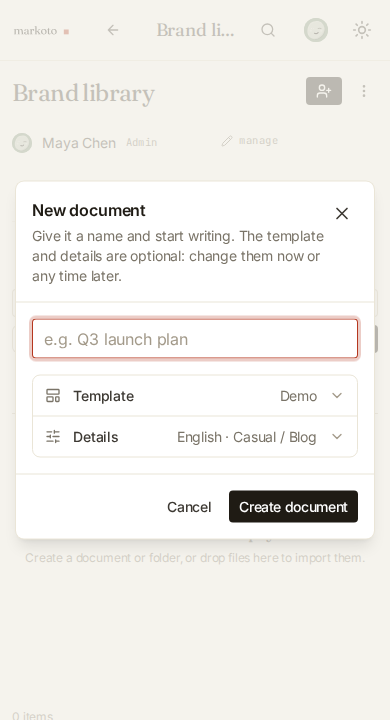 markoto
Brand li...
Brand library
Maya Chen Admin
manage
New document
Give it a name and start writing. The template
and details are optional: change them now or
any time later.
e.g. Q3 launch plan
Template Demo
Details English · Casual / Blog
Cancel Create document
Create a document or folder, or drop files here to import them.
0 items